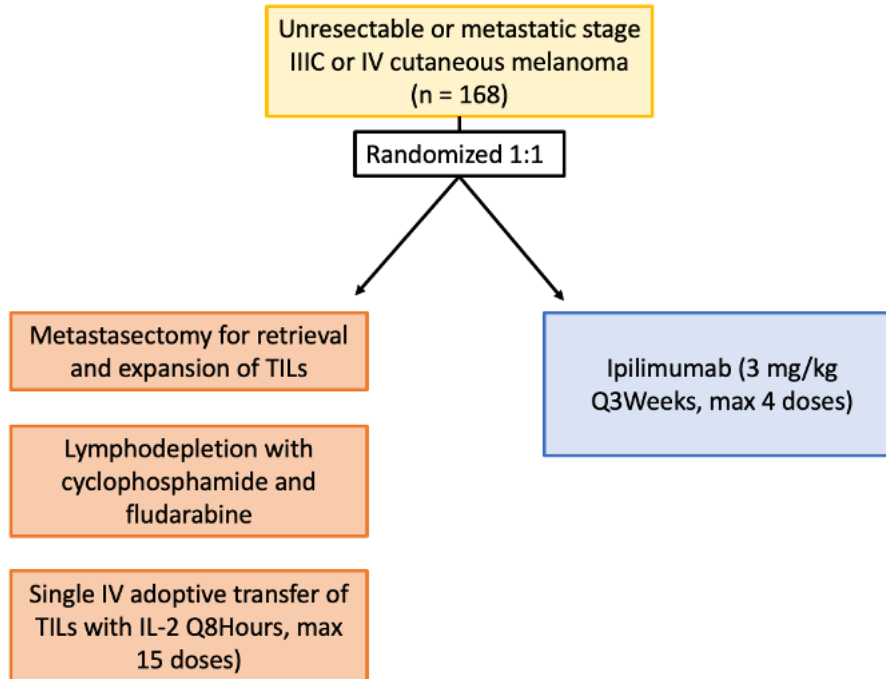 Unresectable or metastatic stage
IIIC or IV cutaneous melanoma
(n = 168)
Randomized 1:1
Metastasectomy for retrieval
and expansion of TILs
Ipilimumab (3 mg/kg
Q3Weeks, max 4 doses)
Lymphodepletion with
cyclophosphamide and
fludarabine
Single IV adoptive transfer of
TILs with IL-2 Q8Hours, max
15 doses)